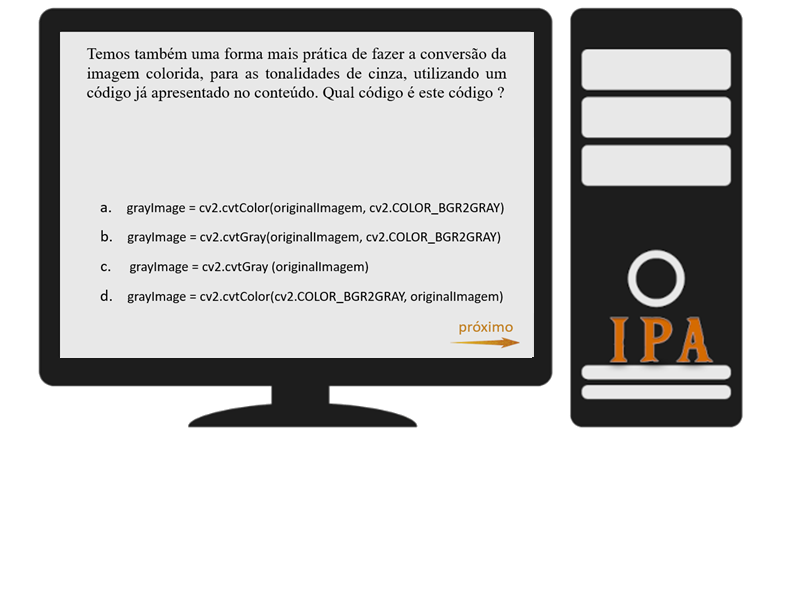 Temos também uma forma mais prática de fazer a conversão da
imagem colorida, para as tonalidades de cinza, utilizando um
código já apresentado no conteúdo. Qual código é este código ?
a. grayImage = cv2.cvtColor(originalImagem, cv2.COLOR_BGR2GRAY)
b. grayImage = cv2.cvtGray(originalImagem, cv2.COLOR_BGR2GRAY)
c. grayImage = cv2.cvtGray (originalImagem)
d. grayImage = cv2.cvtColor(cv2.COLOR_BGR2GRAY, originalImagem)
próximo
IPA